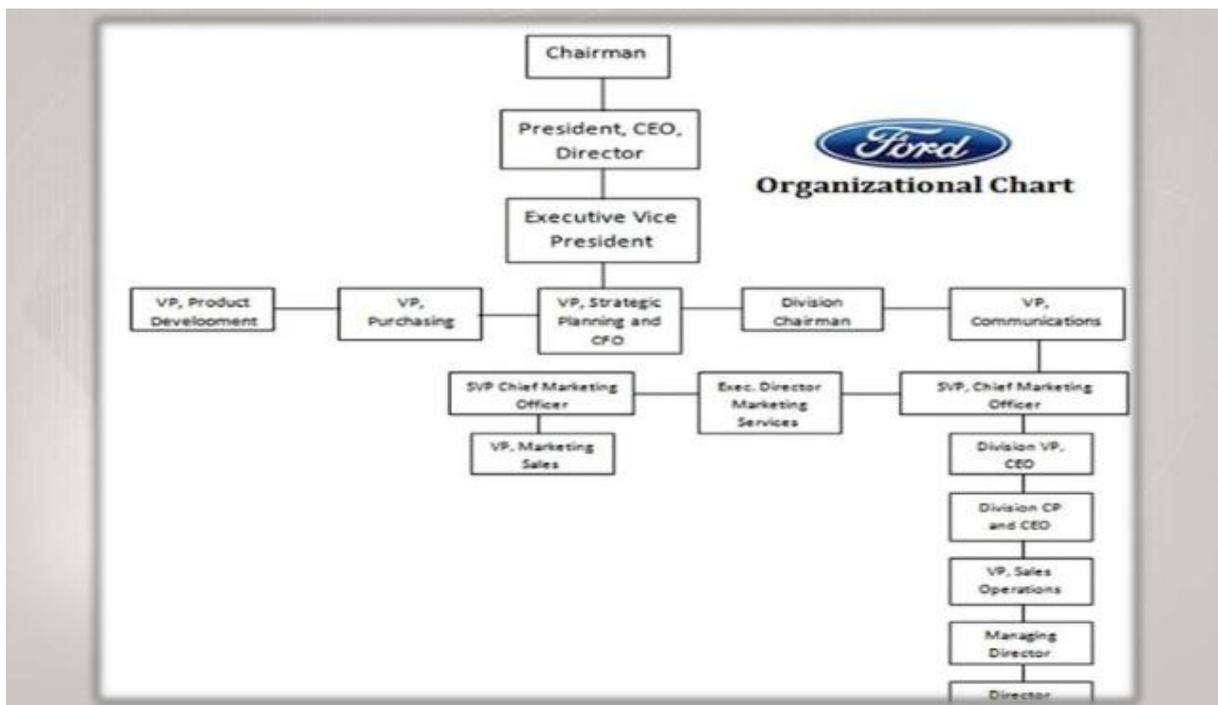 Chairman
President, CEO,
Director
Ford
Organizational Chart
Executive Vice
President
VP, Product
Develooment
VP,
Purchasing
VP, Strategic
Planning and
CFO
Division
Chairman
VP,
Communications
SVP Chief Marketing
Officer
Exec. Director
Marketing
Services
SVP, Chief Marketing
Officer
VP, Marketing
Sales
Division VP,
CEO
Division CP
and CEO
VP, Sales
Operations
Managing
Director
Director